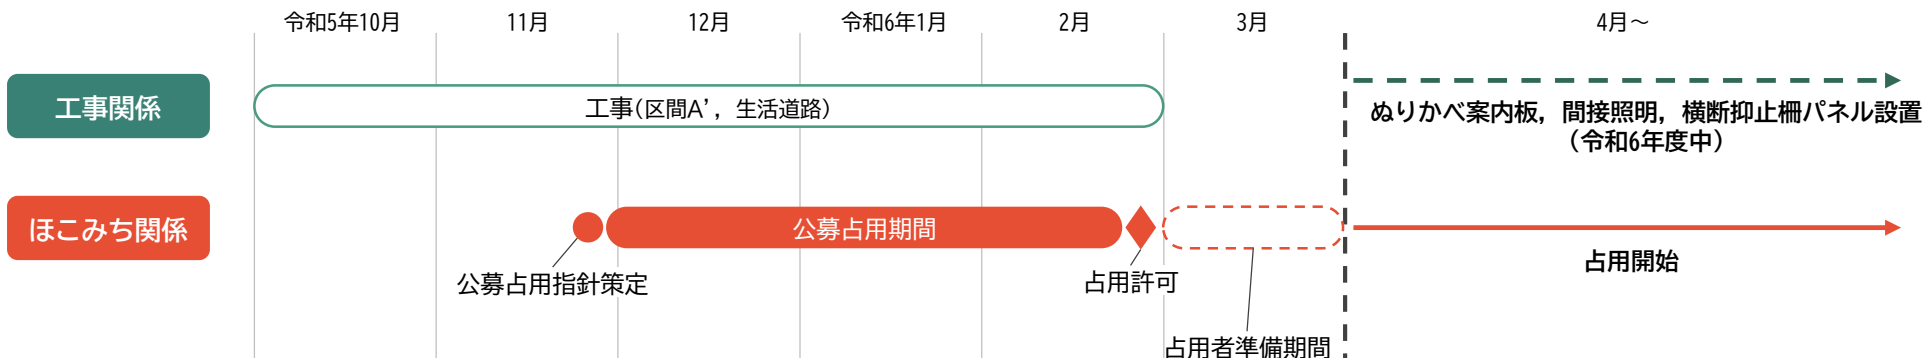 令和5年10月
11月
12月
令和6年1月
2月
3月
4月～
工事関係
工事(区間A’，生活道路)
ぬりかべ案内板，間接照明，横断抑止柵パネル設置
（令和6年度中）
ほこみち関係
公募占用期間
公募占用指針策定
占用許可
占用者準備期間
占用開始